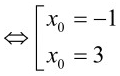 ⇔ [ x₀ = −1
x₀ = 3